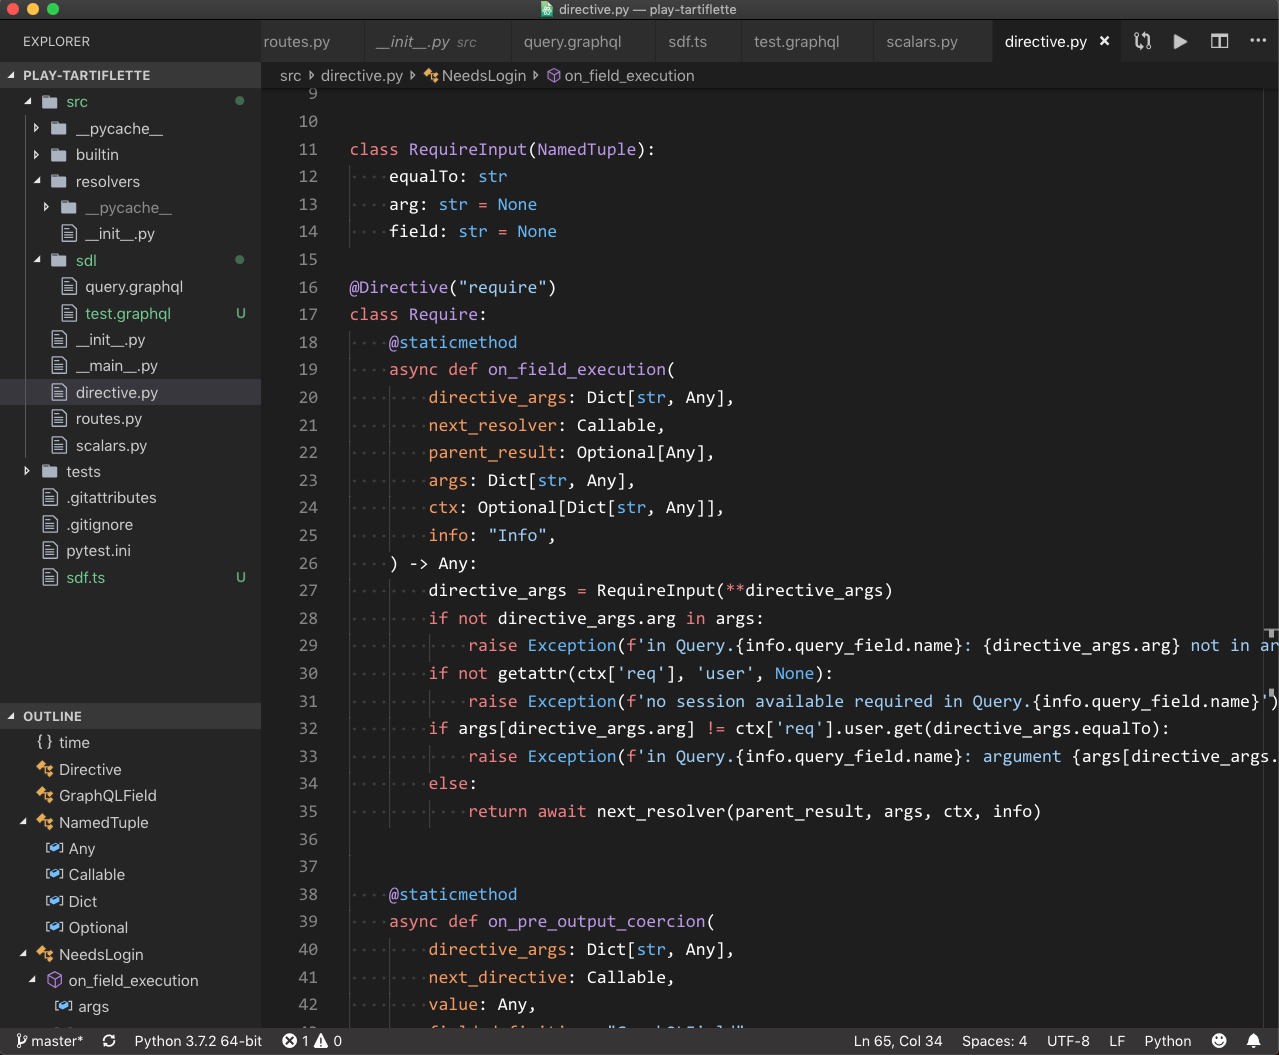 directive.py — play-tartiflette
EXPLORER
routes.py
__init__.py src
query.graphql
sdf.ts
test.graphql
scalars.py
directive.py
PLAY-TARTIFLETTE
src
__pycache__
builtin
resolvers
__pycache__
__init__.py
sdl
query.graphql
test.graphql U
__init__.py
__main__.py
directive.py
routes.py
scalars.py
tests
.gitattributes
.gitignore
pytest.ini
sdf.ts U
OUTLINE
{} time
Directive
GraphQLField
NamedTuple
Any
Callable
Dict
Optional
NeedsLogin
on_field_execution
args
src directive.py NeedsLogin on_field_execution
9
10
11 class RequireInput(NamedTuple):
12 equalTo: str
13 arg: str = None
14 field: str = None
15
16 @Directive("require")
17 class Require:
18 @staticmethod
19 async def on_field_execution(
20 directive_args: Dict[str, Any],
21 next_resolver: Callable,
22 parent_result: Optional[Any],
23 args: Dict[str, Any],
24 ctx: Optional[Dict[str, Any]],
25 info: "Info",
26 ) -> Any:
27 directive_args = RequireInput(**directive_args)
28 if not directive_args.arg in args:
29 raise Exception(f'in Query.{info.query_field.name}: {directive_args.arg} not in ar
30 if not getattr(ctx['req'], 'user', None):
31 raise Exception(f'no session available required in Query.{info.query_field.name}')
32 if args[directive_args.arg] != ctx['req'].user.get(directive_args.equalTo):
33 raise Exception(f'in Query.{info.query_field.name}: argument {args[directive_args.
34 else:
35 return await next_resolver(parent_result, args, ctx, info)
36
37
38 @staticmethod
39 async def on_pre_output_coercion(
40 directive_args: Dict[str, Any],
41 next_directive: Callable,
42 value: Any,
master* Python 3.7.2 64-bit 1 0 Ln 65, Col 34 Spaces: 4 UTF-8 LF Python